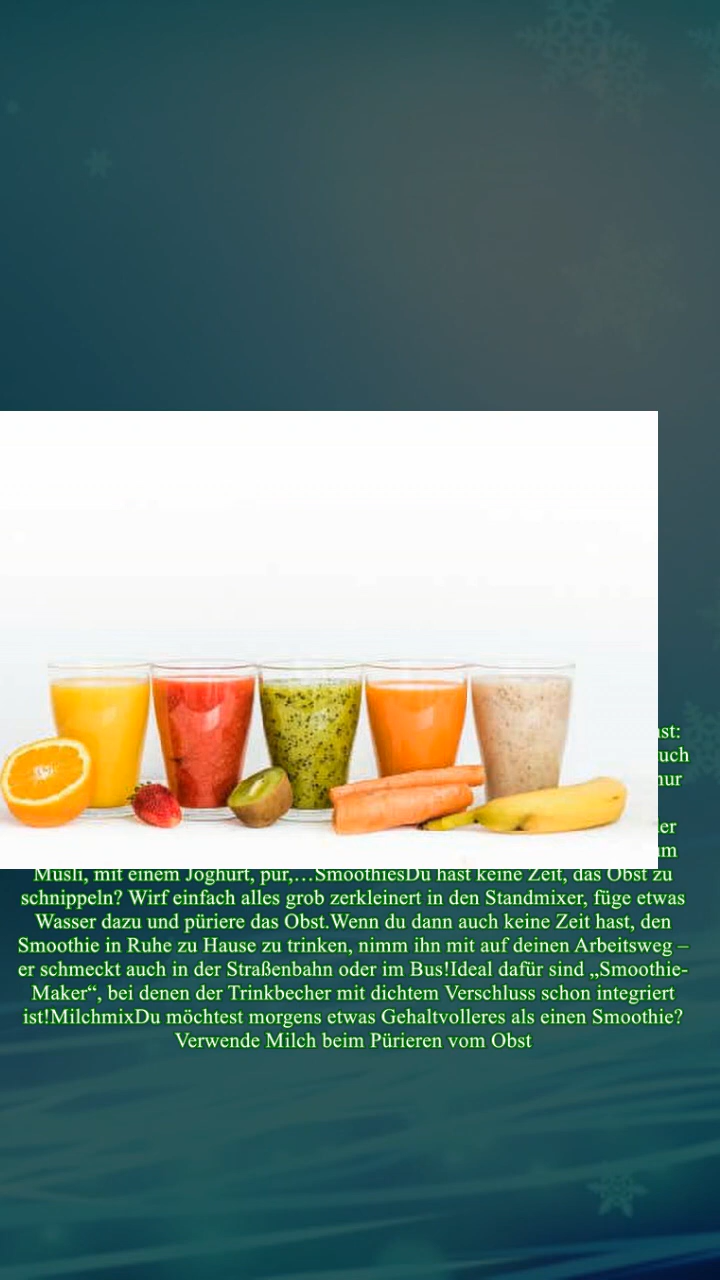 nur
Müsli, mit einem Joghurt, pur,…SmoothiesDu hast keine Zeit, das Obst zu
schnippeln? Wirf einfach alles grob zerkleinert in den Standmixer, füge etwas
Wasser dazu und püriere das Obst.Wenn du dann auch keine Zeit hast, den
Smoothie in Ruhe zu Hause zu trinken, nimm ihn mit auf deinen Arbeitsweg –
er schmeckt auch in der Straßenbahn oder im Bus!Ideal dafür sind „Smoothie-
Maker“, bei denen der Trinkbecher mit dichtem Verschluss schon integriert
ist!MilchmixDu möchtest morgens etwas Gehaltvolleres als einen Smoothie?
Verwende Milch beim Pürieren vom Obst